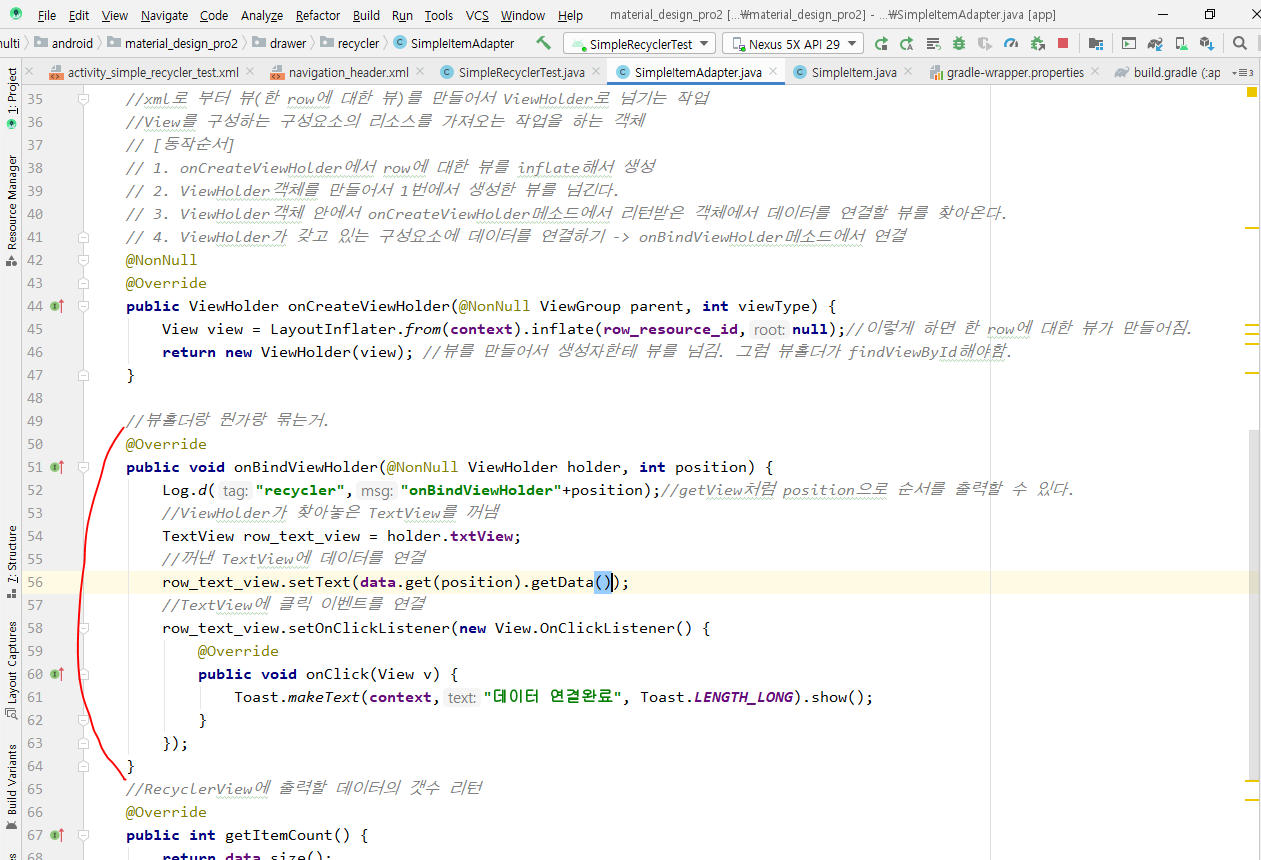 File Edit View Navigate Code Analyze Refactor Build Run Tools VCS Window Help material_design_pro2 [...₩material_design_pro2] - ...₩SimpleItemAdapter.java [app]
nulti android material_design_pro2 drawer recycler SimpleItemAdapter SimpleRecyclerTest Nexus 5X API 29
activity_simple_recycler_test.xml navigation_header.xml SimpleRecyclerTest.java SimpleItemAdapter.java SimpleItem.java gradle-wrapper.properties build.gradle (:ap 3
1: Project
Resource Manager
7: Structure
Layout Captures
Build Variants
35 //xml로 부터 뷰(한 row에 대한 뷰)를 만들어서 ViewHolder로 넘기는 작업
36 //View를 구성하는 구성요소의 리소스를 가져오는 작업을 하는 객체
37 // [동작순서]
38 // 1. onCreateViewHolder에서 row에 대한 뷰를 inflate해서 생성
39 // 2. ViewHolder객체를 만들어서 1번에서 생성한 뷰를 넘긴다.
40 // 3. ViewHolder객체 안에서 onCreateViewHolder메소드에서 리턴받은 객체에서 데이터를 연결할 뷰를 찾아온다.
41 // 4. ViewHolder가 갖고 있는 구성요소에 데이터를 연결하기 -> onBindViewHolder메소드에서 연결
42 @NonNull
43 @Override
44 public ViewHolder onCreateViewHolder(@NonNull ViewGroup parent, int viewType) {
45 View view = LayoutInflater.from(context).inflate(row_resource_id, root: null);//이렇게 하면 한 row에 대한 뷰가 만들어짐.
46 return new ViewHolder(view); //뷰를 만들어서 생성자한테 뷰를 넘김. 그럼 뷰홀더가 findViewById해야함.
47 }
48
49 //뷰홀더랑 뭔가랑 묶는거.
50 @Override
51 public void onBindViewHolder(@NonNull ViewHolder holder, int position) {
52 Log.d( tag: "recycler", msg: "onBindViewHolder"+position);//getView처럼 position으로 순서를 출력할 수 있다.
53 //ViewHolder가 찾아놓은 TextView를 꺼냄
54 TextView row_text_view = holder.txtView;
55 //꺼낸 TextView에 데이터를 연결
56 row_text_view.setText(data.get(position).getData());
57 //TextView에 클릭 이벤트를 연결
58 row_text_view.setOnClickListener(new View.OnClickListener() {
59 @Override
60 public void onClick(View v) {
61 Toast.makeText(context, text: "데이터 연결완료", Toast.LENGTH_LONG).show();
62 }
63 });
64 }
65 //RecyclerView에 출력할 데이터의 갯수 리턴
66 @Override
67 public int getItemCount() {
68 return data.size();